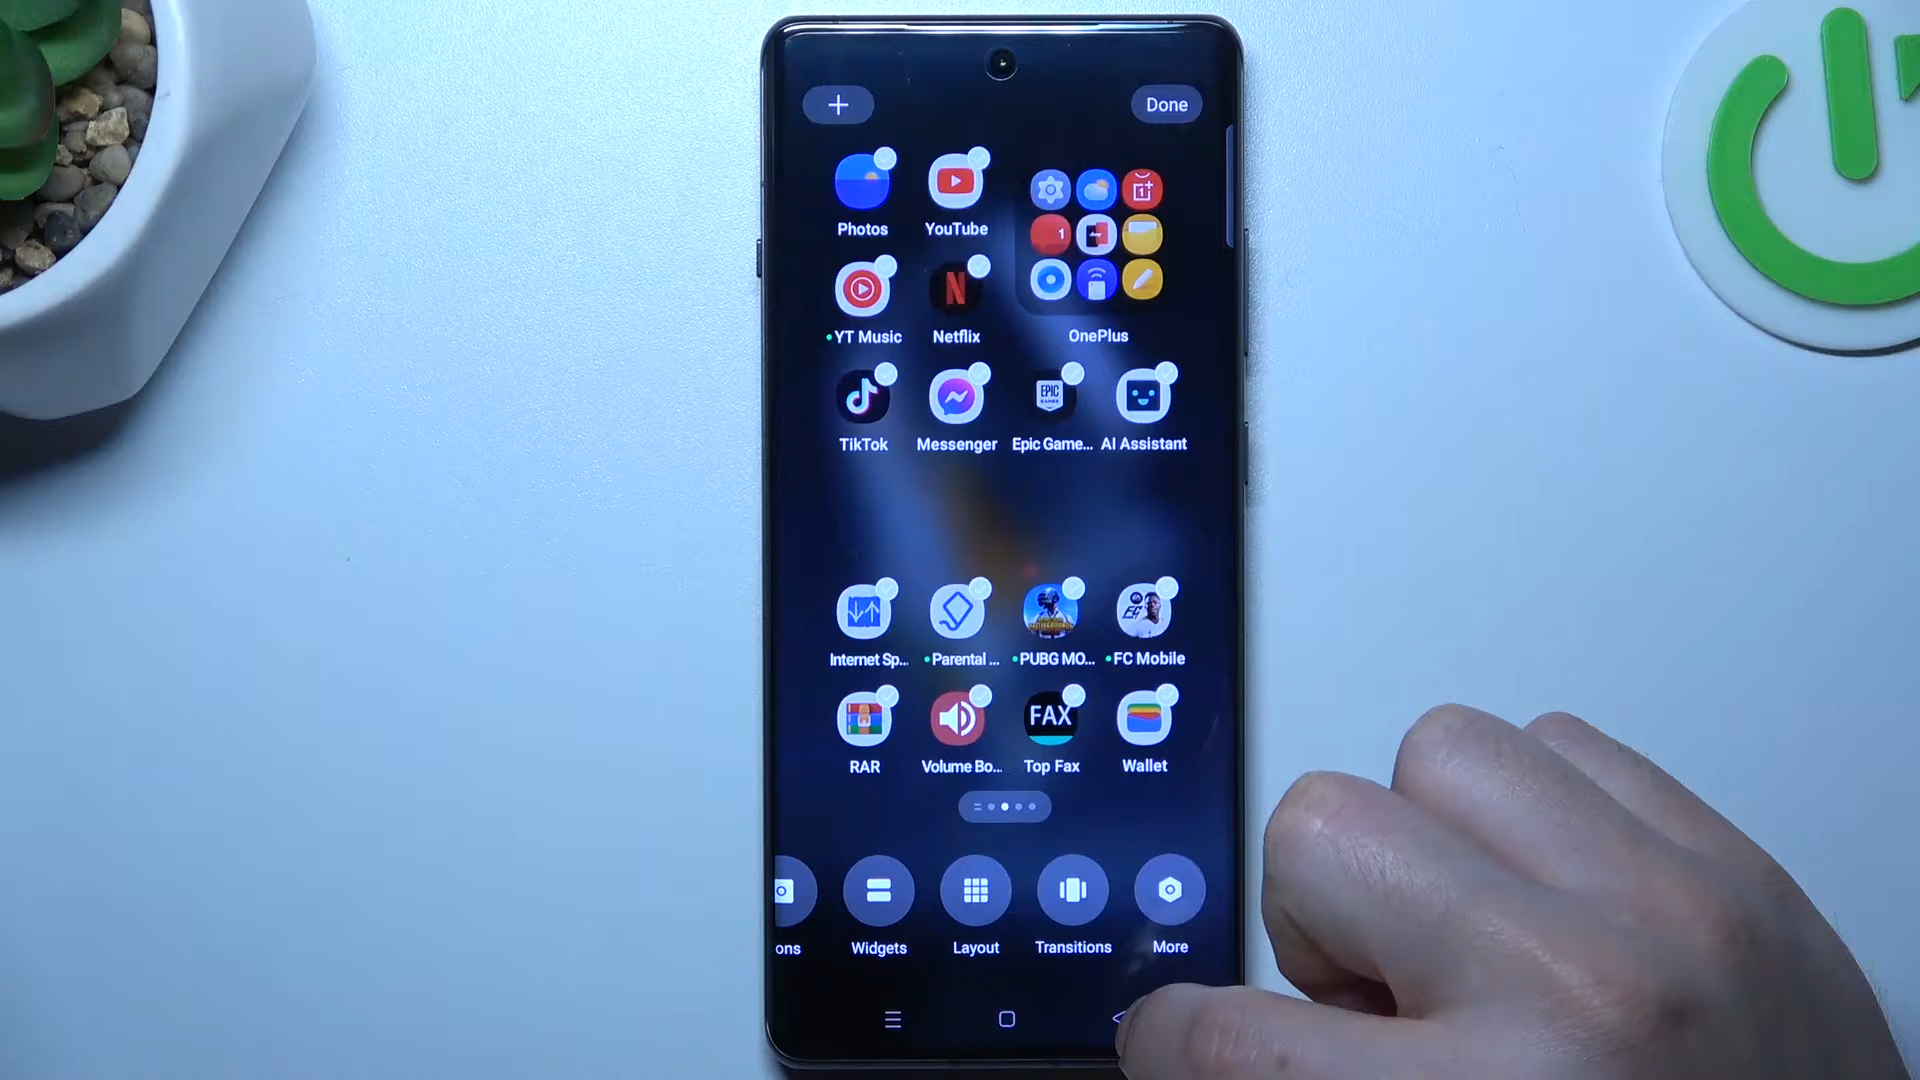 Done
Photos YouTube
YT Music Netflix OnePlus
TikTok Messenger Epic Game... AI Assistant
Internet Sp... Parental ... PUBG MO... FC Mobile
FAX
RAR Volume Bo... Top Fax Wallet
ons Widgets Layout Transitions More